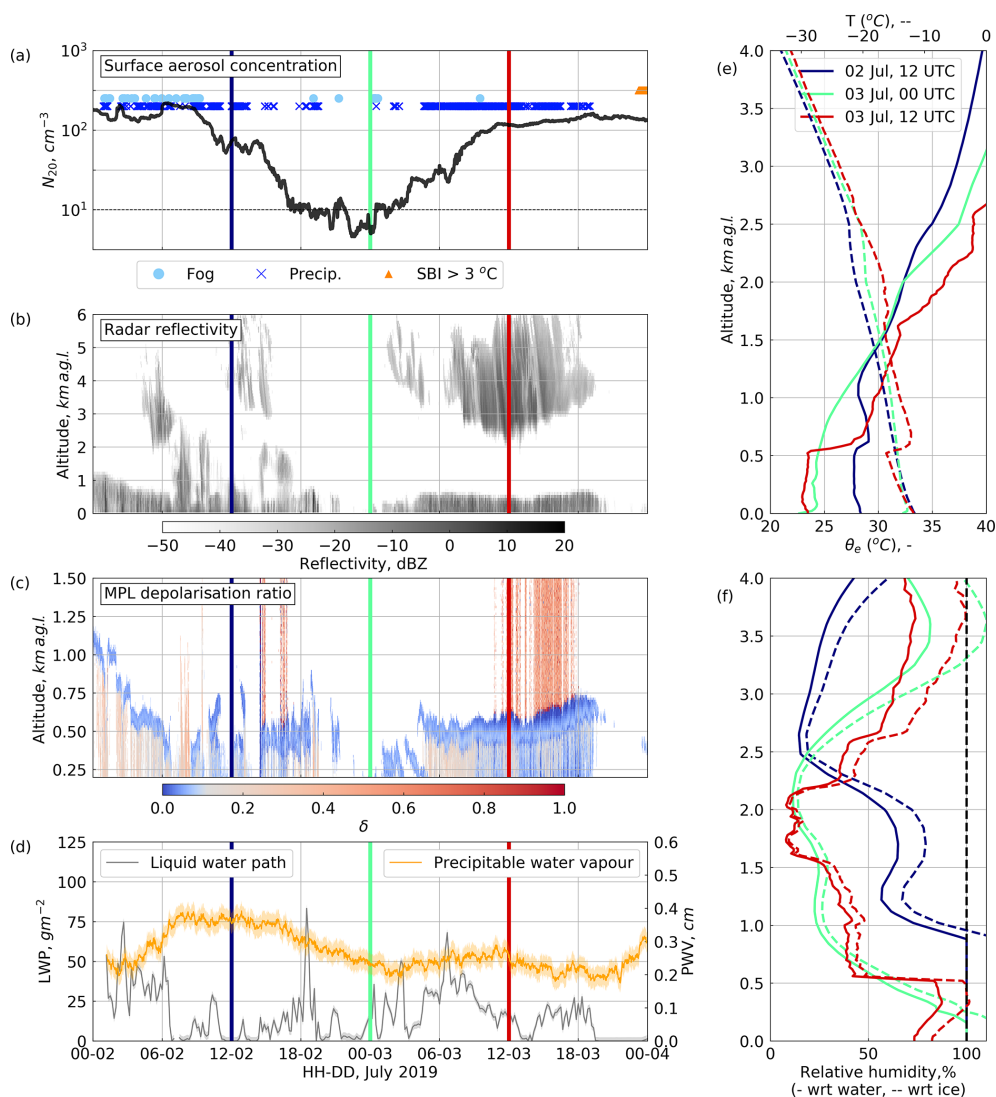 (a)
Surface aerosol concentration
10³
10²
10¹
N₂₀, cm⁻³
Fog
Precip.
SBI > 3 °C
(b)
Radar reflectivity
6
5
4
3
2
1
0
Altitude, km a.g.l.
−50 −40 −30 −20 −10 0 10 20
Reflectivity, dBZ
(c)
MPL depolarisation ratio
1.50
1.25
1.00
0.75
0.50
0.25
Altitude, km a.g.l.
0.0 0.2 0.4 0.6 0.8 1.0
δ
(d)
Liquid water path
Precipitable water vapour
125
100
75
50
25
0
LWP, gm⁻²
0.6
0.5
0.4
0.3
0.2
0.1
0.0
PWV, cm
00-02 06-02 12-02 18-02 00-03 06-03 12-03 18-03 00-04
HH-DD, July 2019
T (°C), --
−30 −20 −10 0
(e)
02 Jul, 12 UTC
03 Jul, 00 UTC
03 Jul, 12 UTC
4.0
3.5
3.0
2.5
2.0
1.5
1.0
0.5
0.0
Altitude, km a.g.l.
20 25 30 35 40
θₑ (°C), -
(f)
4.0
3.5
3.0
2.5
2.0
1.5
1.0
0.5
0.0
0 50 100
Relative humidity,%
(- wrt water, -- wrt ice)